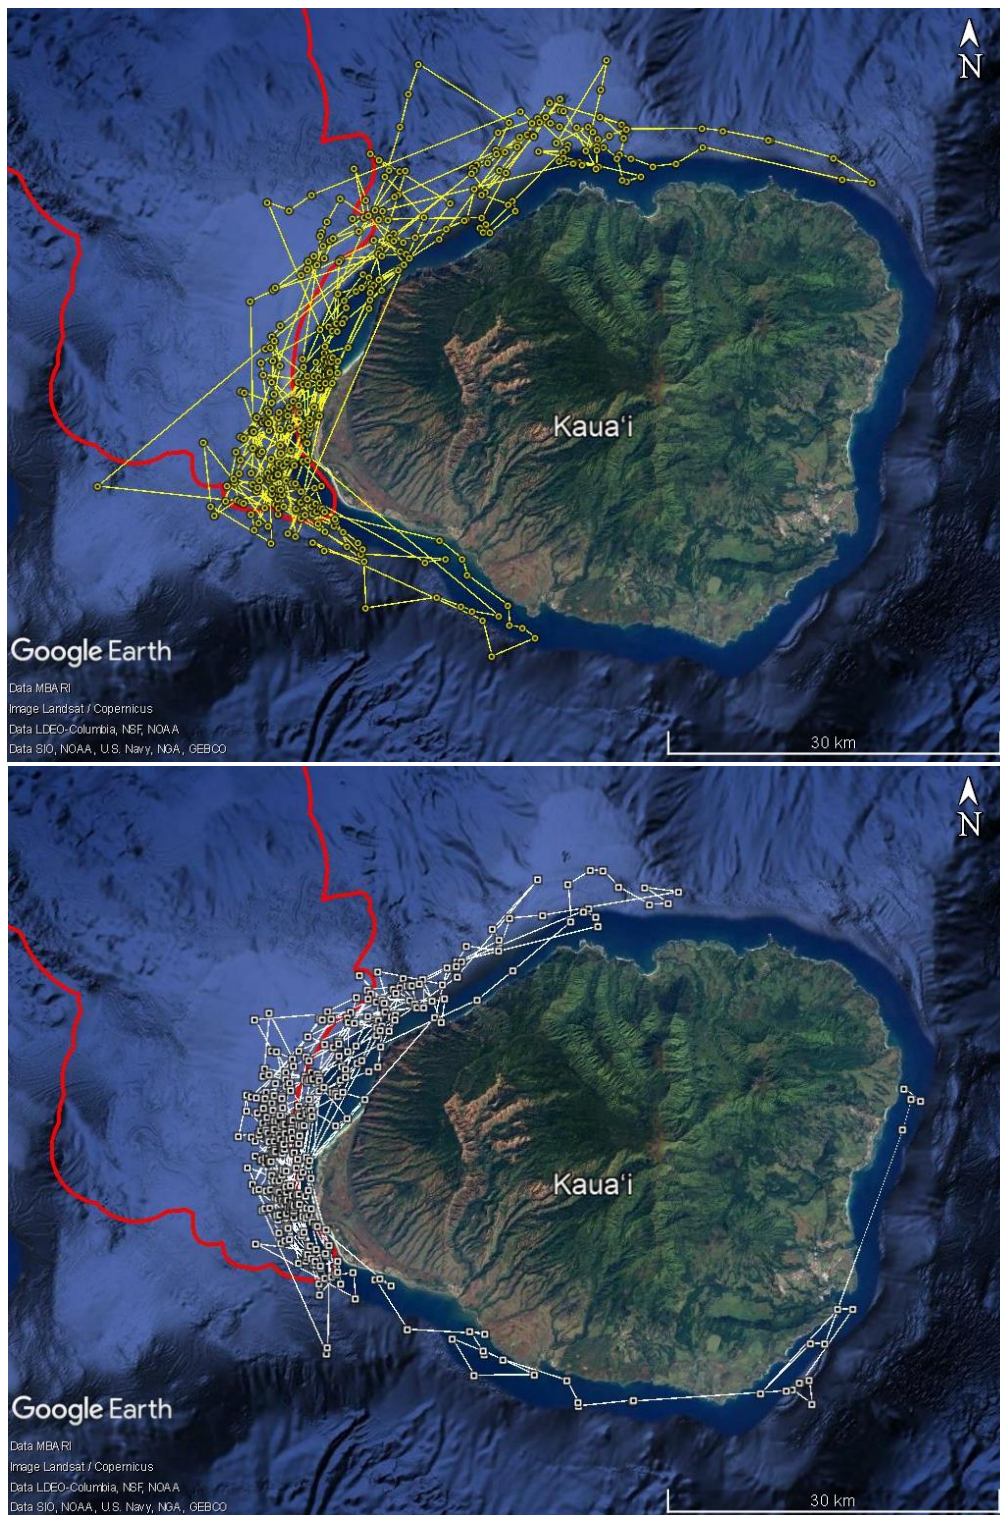 N
Kaua‘i
Google Earth
Data MBARI
Image Landsat / Copernicus
Data LDEO-Columbia, NSF, NOAA
Data SIO, NOAA, U.S. Navy, NGA, GEBCO
30 km
N
Kaua‘i
Google Earth
Data MBARI
Image Landsat / Copernicus
Data LDEO-Columbia, NSF, NOAA
Data SIO, NOAA, U.S. Navy, NGA, GEBCO
30 km